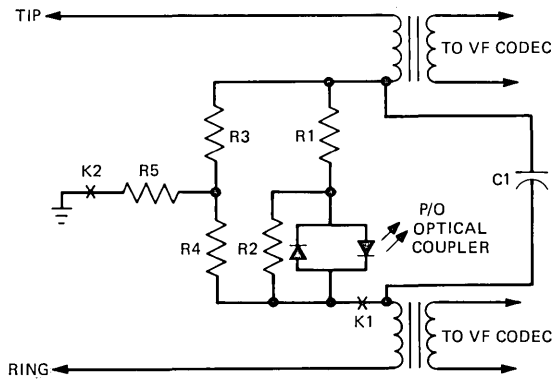 TIP
TO VF CODEC
R3
R1
K2
R5
C1
P/O
OPTICAL
COUPLER
R4
R2
K1
TO VF CODEC
RING